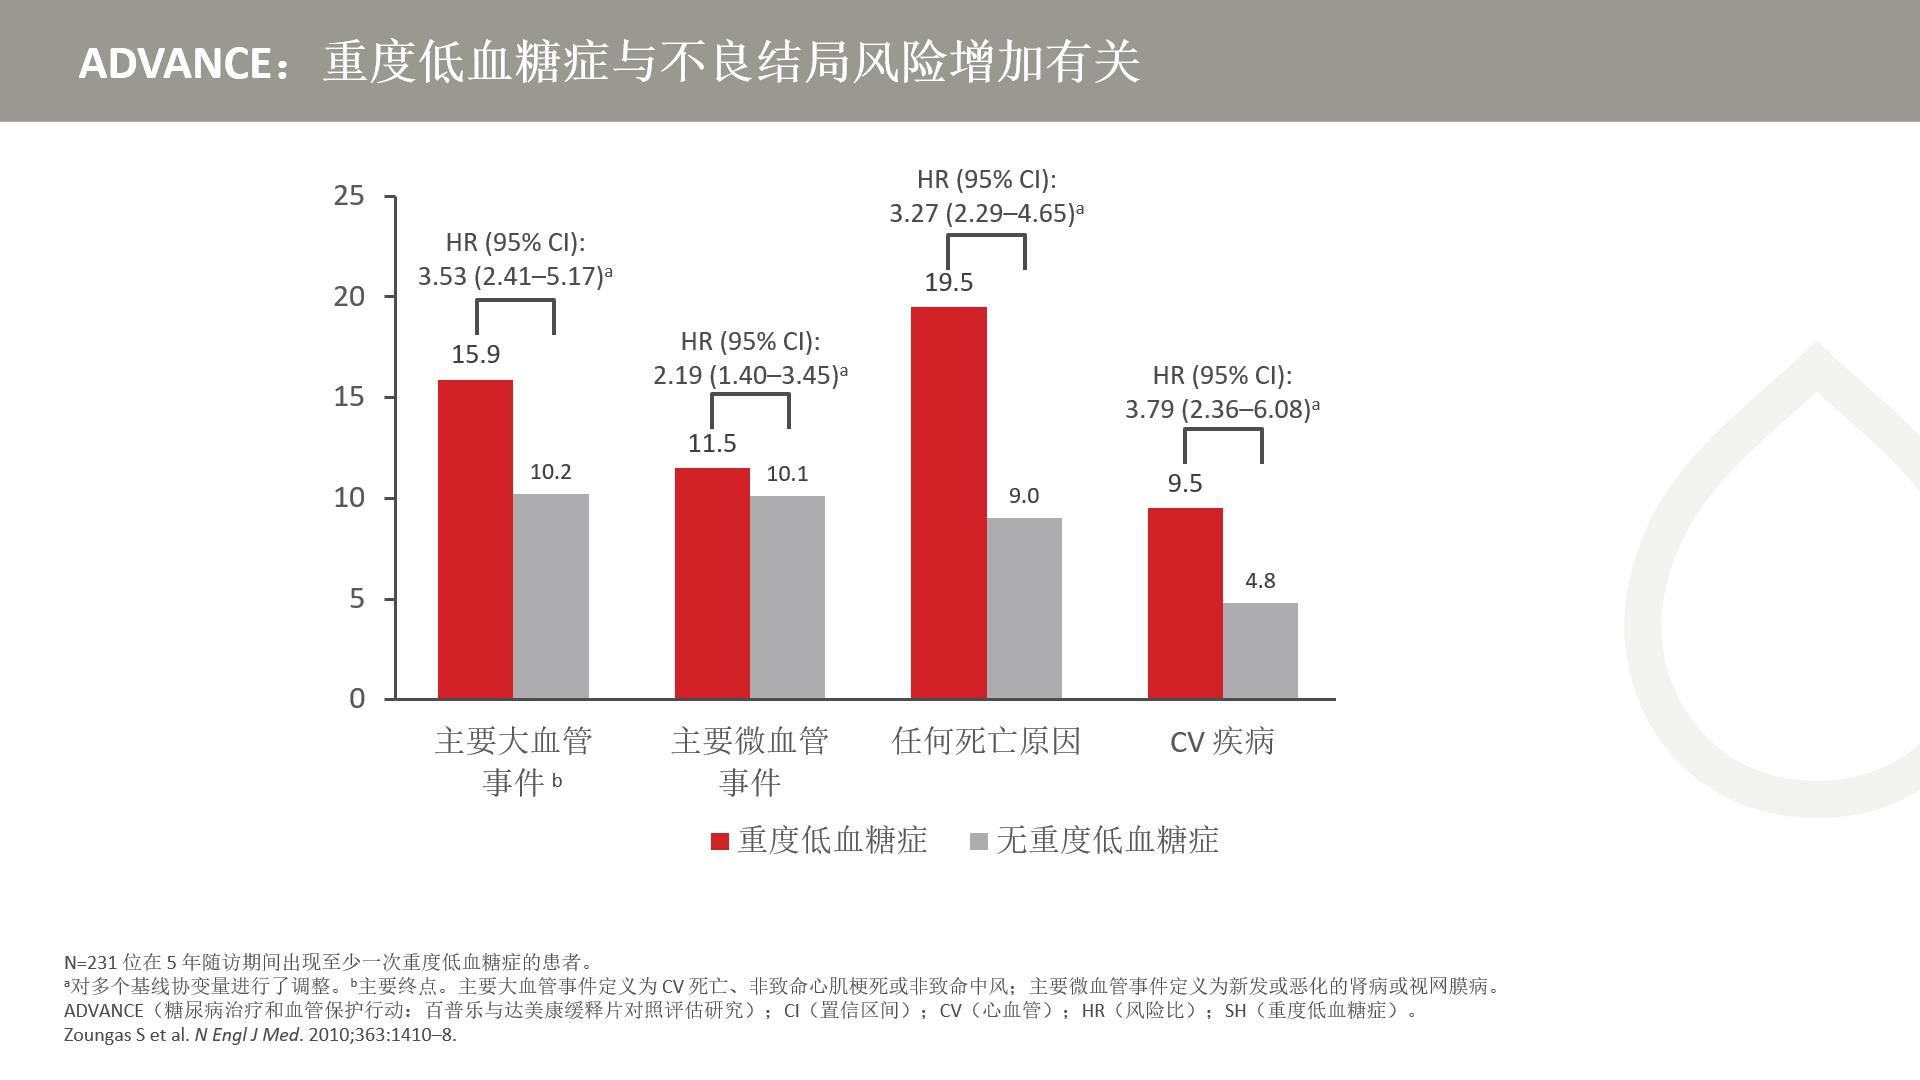 ADVANCE：重度低血糖症与不良结局风险增加有关
HR (95% CI):
3.27 (2.29–4.65)ᵃ
25
HR (95% CI):
3.53 (2.41–5.17)ᵃ
19.5
20
HR (95% CI):
2.19 (1.40–3.45)ᵃ
15.9
HR (95% CI):
3.79 (2.36–6.08)ᵃ
15
11.5
10.2
10.1
9.5
10
9.0
4.8
5
0
主要大血管
事件 ᵇ
主要微血管
事件
任何死亡原因
CV 疾病
重度低血糖症
无重度低血糖症
N=231 位在 5 年随访期间出现至少一次重度低血糖症的患者。
ᵃ对多个基线协变量进行了调整。ᵇ主要终点。主要大血管事件定义为 CV 死亡、非致命心肌梗死或非致命中风；主要微血管事件定义为新发或恶化的肾病或视网膜病。
ADVANCE（糖尿病治疗和血管保护行动：百普乐与达美康缓释片对照评估研究）；CI（置信区间）；CV（心血管）；HR（风险比）；SH（重度低血糖症）。
Zoungas S et al. N Engl J Med. 2010;363:1410–8.